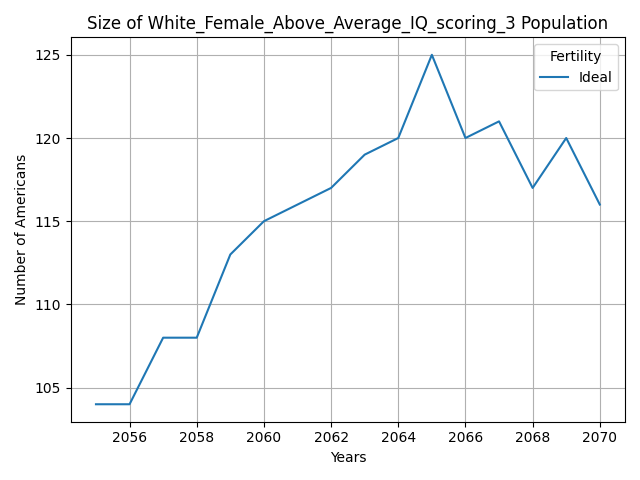 Size of White_Female_Above_Average_IQ_scoring_3 Population
Fertility
Ideal
Number of Americans
125
120
115
110
105
2056 2058 2060 2062 2064 2066 2068 2070
Years